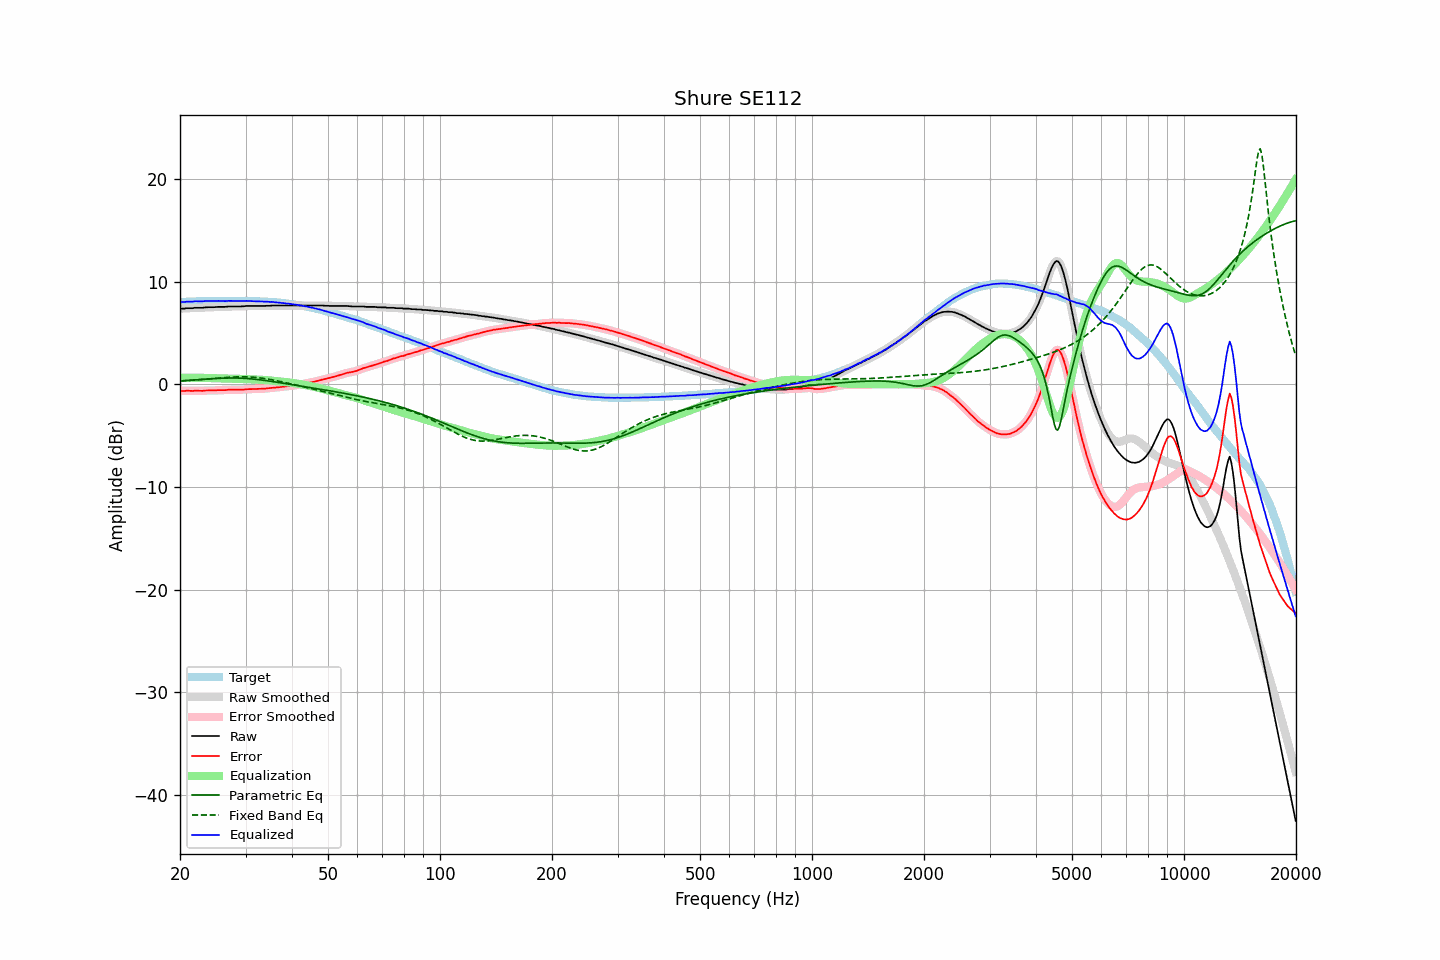 Shure SE112
Amplitude (dBr)
20
10
0
−10
−20
−30
−40
Target
Raw Smoothed
Error Smoothed
Raw
Error
Equalization
Parametric Eq
Fixed Band Eq
Equalized
20 50 100 200 500 1000 2000 5000 10000 20000
Frequency (Hz)